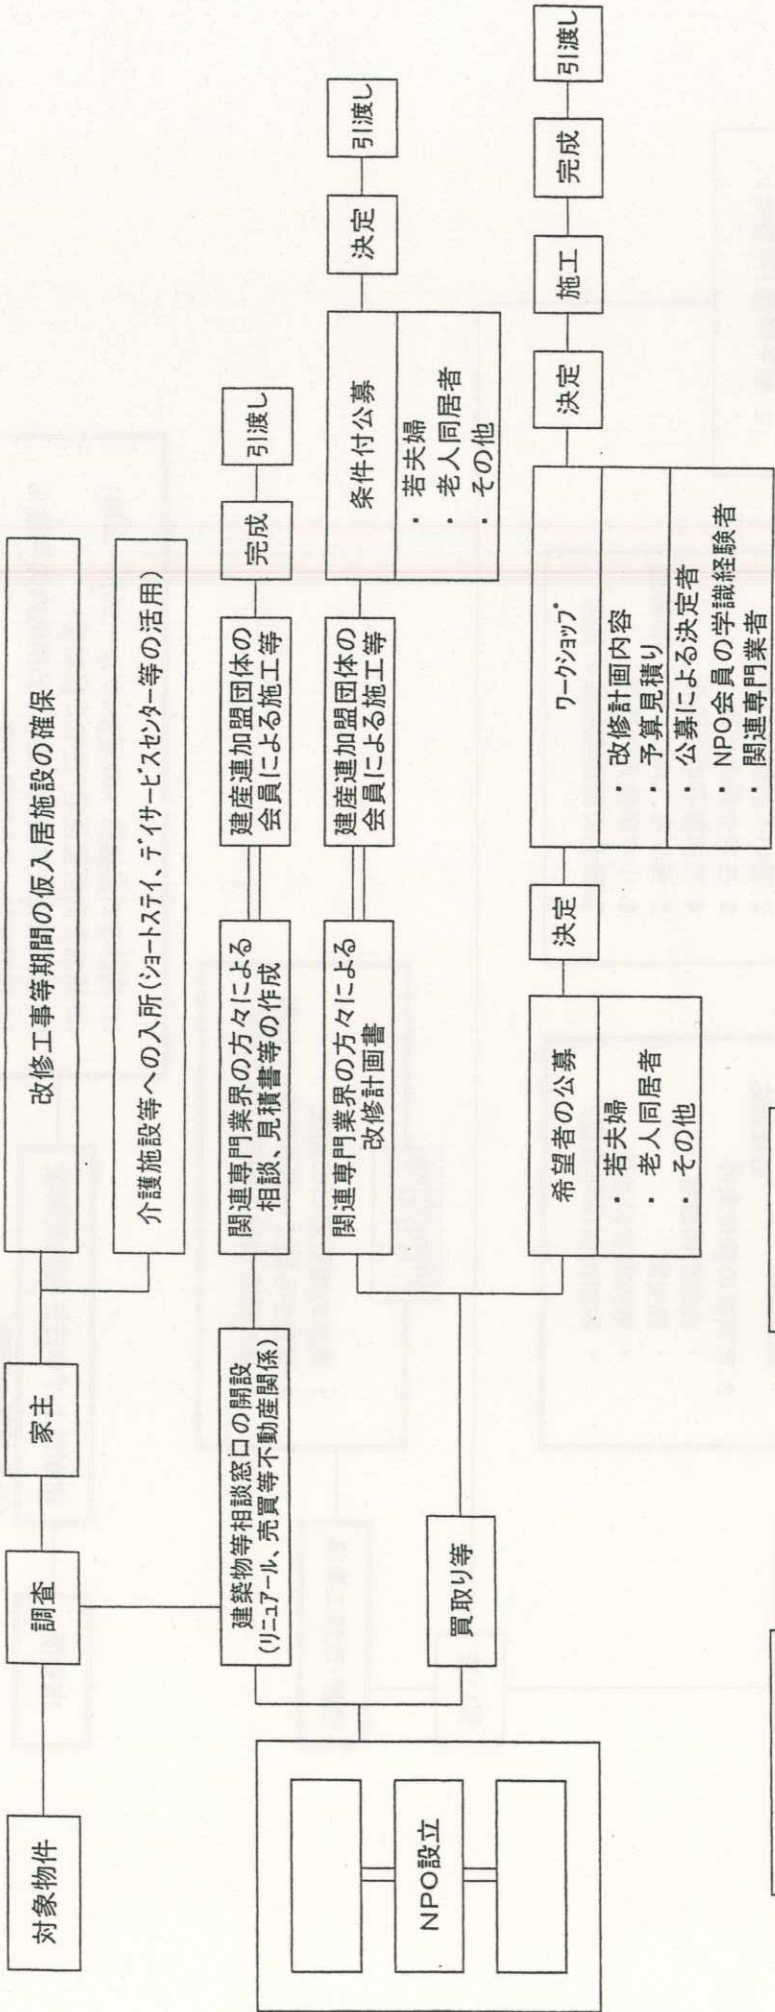 対象物件
調査
家主
改修工事等期間の仮入居施設の確保
介護施設等への入所(ショートステイ、デイサービスセンター等の活用)
NPO設立
建築物等相談窓口の開設
(リニュアール、売買等不動産関係)
関連専門業界の方々による
相談、見積書等の作成
建産連加盟団体の
会員による施工等
完成
引渡し
買取り等
関連専門業界の方々による
改修計画書
建産連加盟団体の
会員による施工等
条件付公募
・ 若夫婦
・ 老人同居者
・ その他
決定
引渡し
希望者の公募
・ 若夫婦
・ 老人同居者
・ その他
決定
ワークショップ
・ 改修計画内容
・ 予算見積り
・ 公募による決定者
・ NPO会員の学識経験者
・ 関連専門業者
決定
施工
完成
引渡し